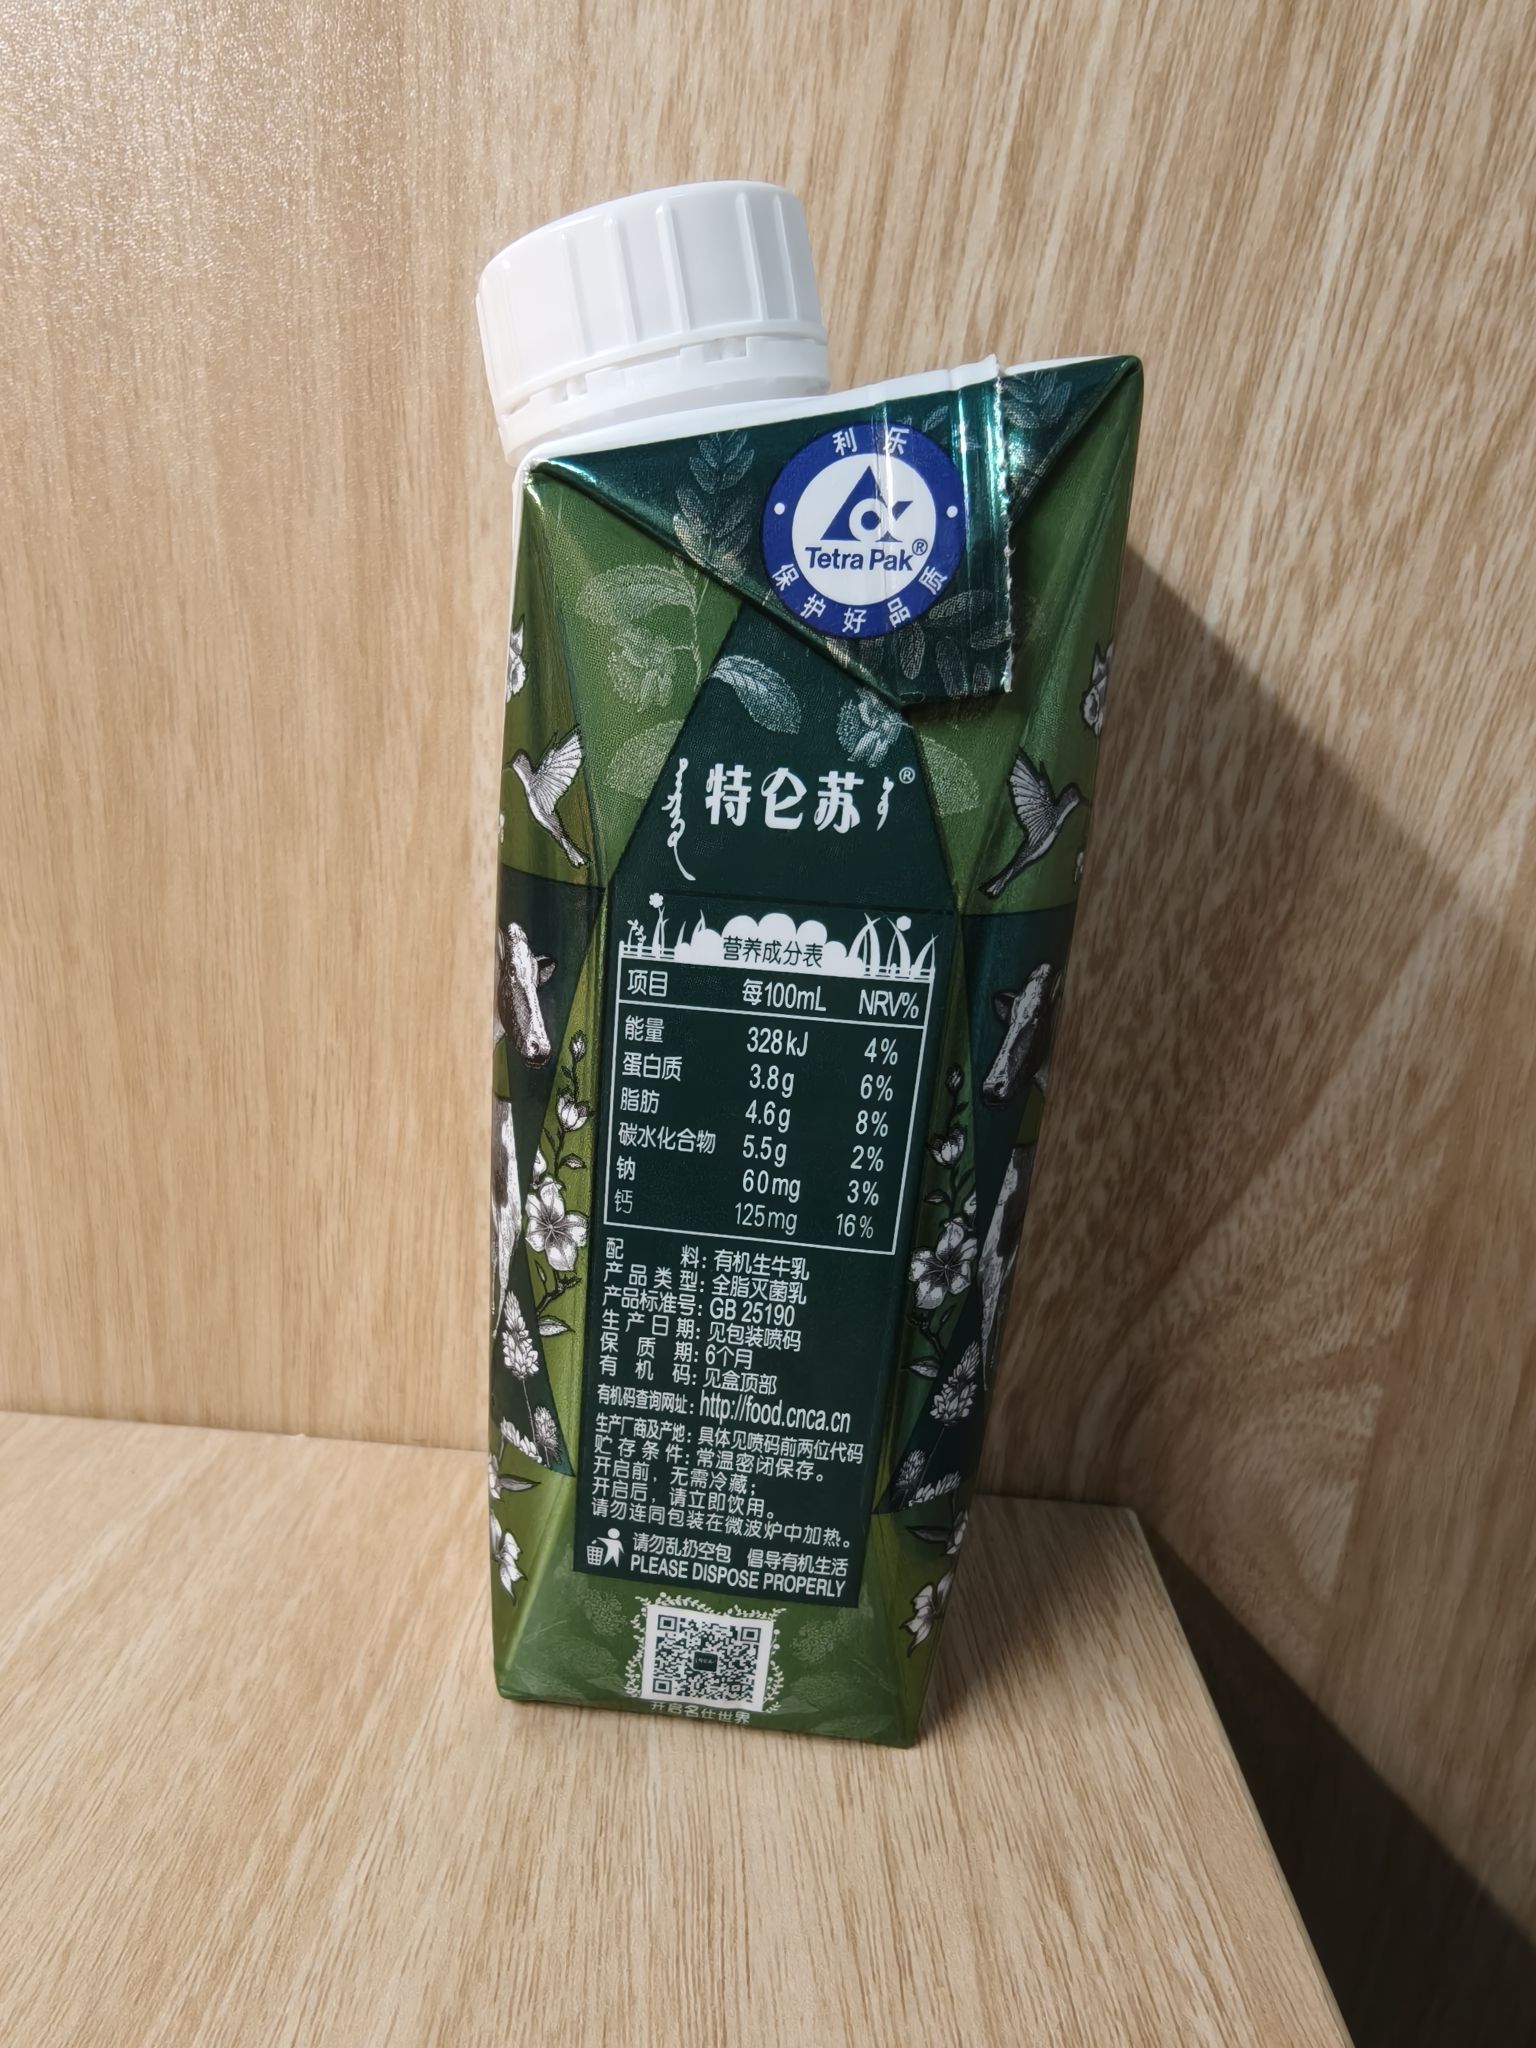 利乐
Tetra Pak®
保护好品质
特仑苏®
营养成分表
项目 每100mL NRV%
能量 328kJ 4%
蛋白质 3.8g 6%
脂肪 4.6g 8%
碳水化合物 5.5g 2%
钠 60mg 3%
钙 125mg 16%
配料：有机生牛乳
产品类型：全脂灭菌乳
产品标准号：GB 25190
生产日期：见包装喷码
保质期：6个月
有机码：见盒顶部
有机码查询网址：http://food.cnca.cn
生产厂商及产地：具体见喷码前两位代码
贮存条件：常温密闭保存。
开启前，无需冷藏；
开启后，请立即饮用。
请勿连同包装在微波炉中加热。
请勿乱扔空包 倡导有机生活
PLEASE DISPOSE PROPERLY
开启名仕世界